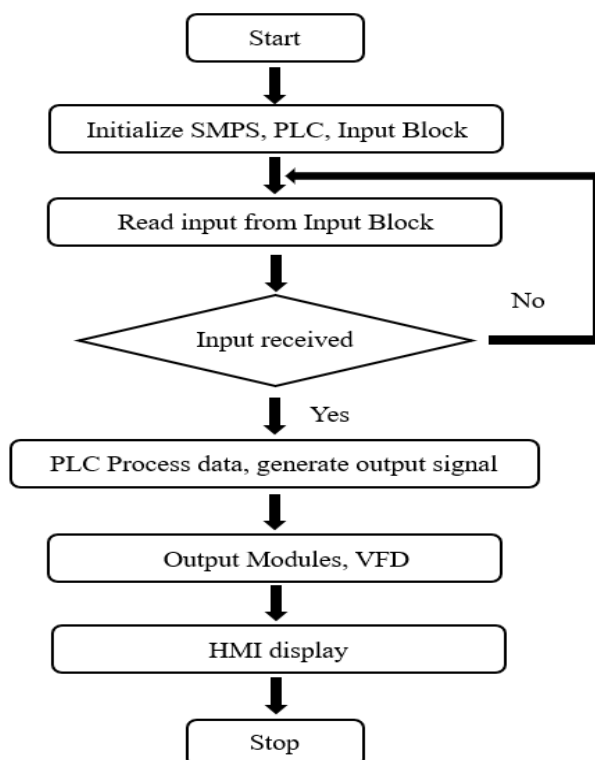 Start
Initialize SMPS, PLC, Input Block
Read input from Input Block
No
Input received
Yes
PLC Process data, generate output signal
Output Modules, VFD
HMI display
Stop